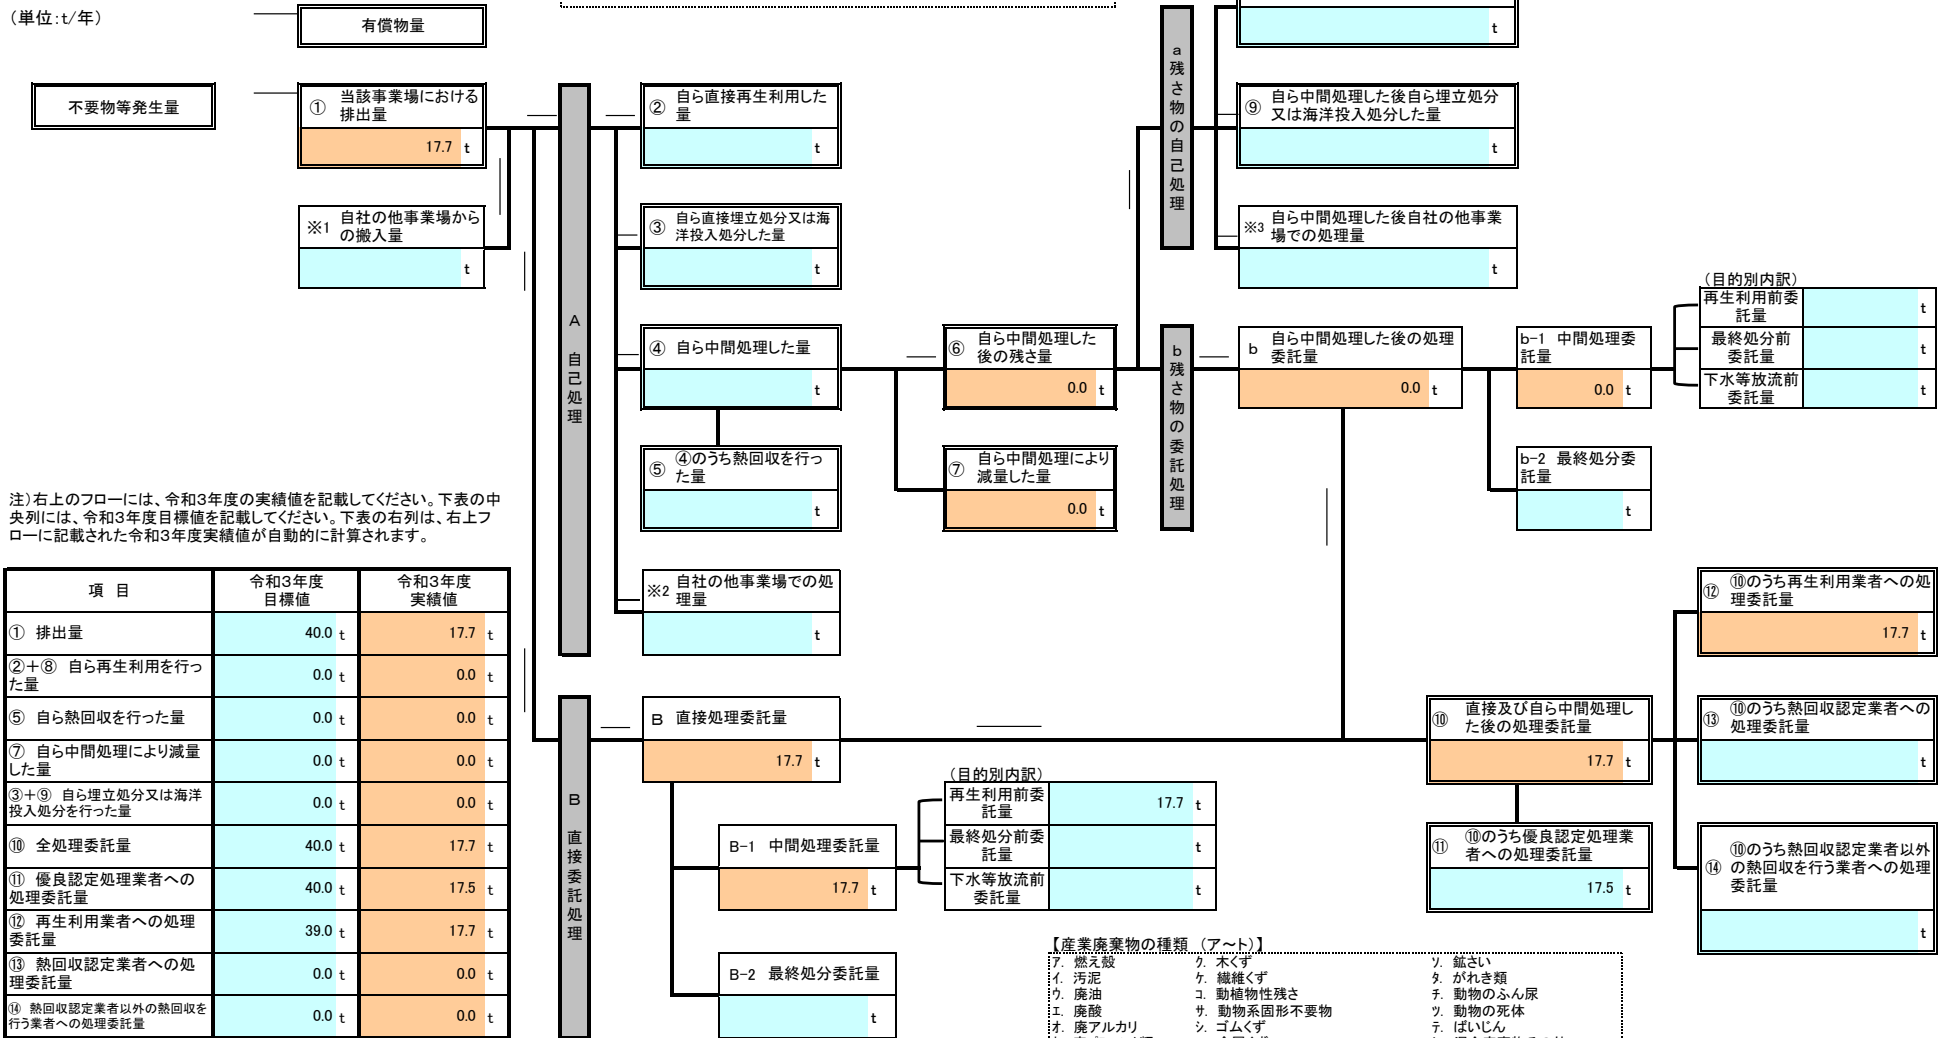 （単位:t/年）
有償物量
t
不要物等発生量
① 当該事業場における
排出量
17.7 t
② 自ら直接再生利用した
量
t
a 残さ物の自己処理
⑨ 自ら中間処理した後自ら埋立処分
又は海洋投入処分した量
t
※1 自社の他事業場から
の搬入量
t
③ 自ら直接埋立処分又は海
洋投入処分した量
t
※3 自ら中間処理した後自社の他事業
場での処理量
t
A 自己処理
④ 自ら中間処理した量
t
⑥ 自ら中間処理した
後の残さ量
0.0 t
b 残さ物の委託処理
b 自ら中間処理した後の処理
委託量
0.0 t
b-1 中間処理委
託量
0.0 t
（目的別内訳）
再生利用前委
託量
t
最終処分前
委託量
t
下水等放流前
委託量
t
⑤ ④のうち熱回収を行っ
た量
t
⑦ 自ら中間処理により
減量した量
0.0 t
b-2 最終処分委
託量
t
注）右上のフローには、令和3年度の実績値を記載してください。下表の中
央列には、令和3年度目標値を記載してください。下表の右列は、右上フ
ローに記載された令和3年度実績値が自動的に計算されます。
※2 自社の他事業場での処
理量
t
項 目
令和3年度
目標値
令和3年度
実績値
① 排出量 40.0 t 17.7 t
②＋⑧ 自ら再生利用を行っ
た量 0.0 t 0.0 t
⑤ 自ら熱回収を行った量 0.0 t 0.0 t
⑦ 自ら中間処理により減量
した量 0.0 t 0.0 t
③＋⑨ 自ら埋立処分又は海洋
投入処分を行った量 0.0 t 0.0 t
⑩ 全処理委託量 40.0 t 17.7 t
⑪ 優良認定処理業者への
処理委託量 40.0 t 17.5 t
⑫ 再生利用業者への処理
委託量 39.0 t 17.7 t
⑬ 熱回収認定業者への処
理委託量 0.0 t 0.0 t
⑭ 熱回収認定業者以外の熱回収を
行う業者への処理委託量 0.0 t 0.0 t
B 直接委託処理
B 直接処理委託量
17.7 t
B-1 中間処理委託量
17.7 t
（目的別内訳）
再生利用前委
託量
17.7 t
最終処分前委
託量
t
下水等放流前
委託量
t
B-2 最終処分委託量
t
⑩ 直接及び自ら中間処理し
た後の処理委託量
17.7 t
⑪ ⑩のうち優良認定処理業
者への処理委託量
17.5 t
⑫ ⑩のうち再生利用業者への処
理委託量
17.7 t
⑬ ⑩のうち熱回収認定業者への
処理委託量
t
⑭ ⑩のうち熱回収認定業者以外
の熱回収を行う業者への処理
委託量
t
【産業廃棄物の種類 （ア～ト）】
ア. 燃え殻 ク. 木くず ソ. 鉱さい
イ. 汚泥 ケ. 繊維くず タ. がれき類
ウ. 廃油 コ. 動植物性残さ チ. 動物のふん尿
エ. 廃酸 サ. 動物系固形不要物 ツ. 動物の死体
オ. 廃アルカリ シ. ゴムくず テ. ばいじん